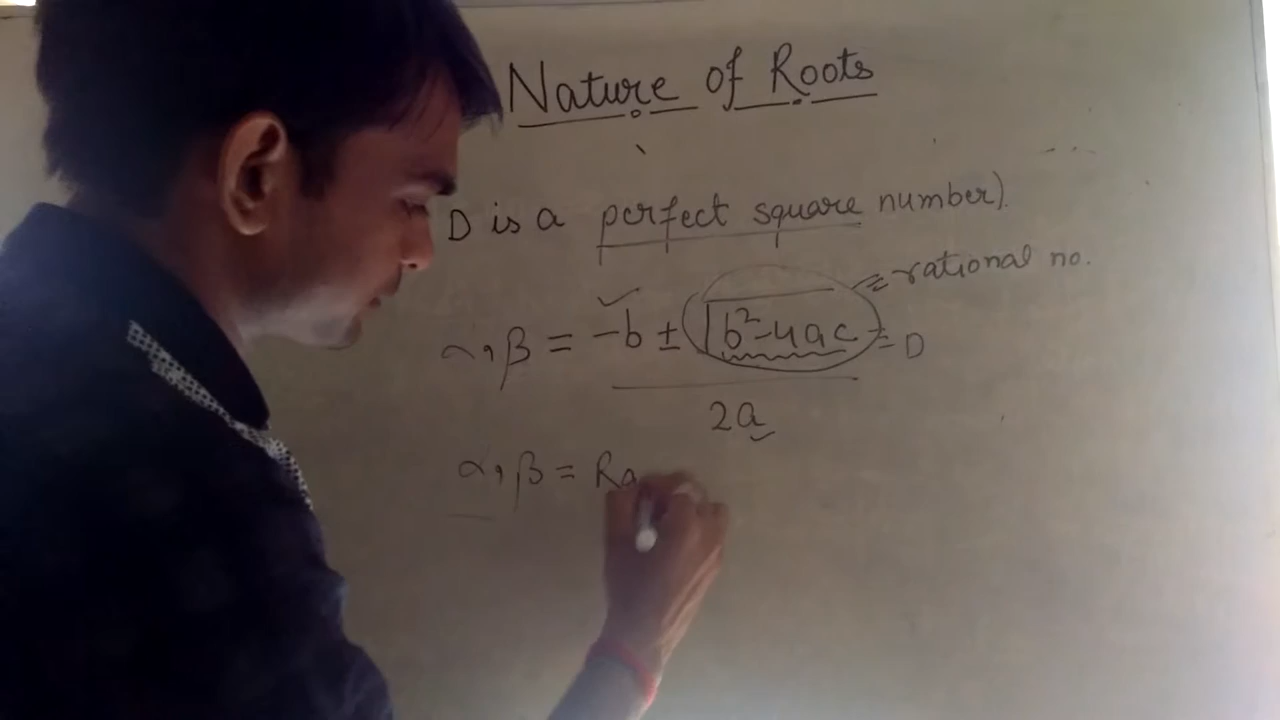 Nature of Roots
D is a perfect square number).
= rational no.
α, β = -b ± √b²-4ac = D
2a
α, β = Ra